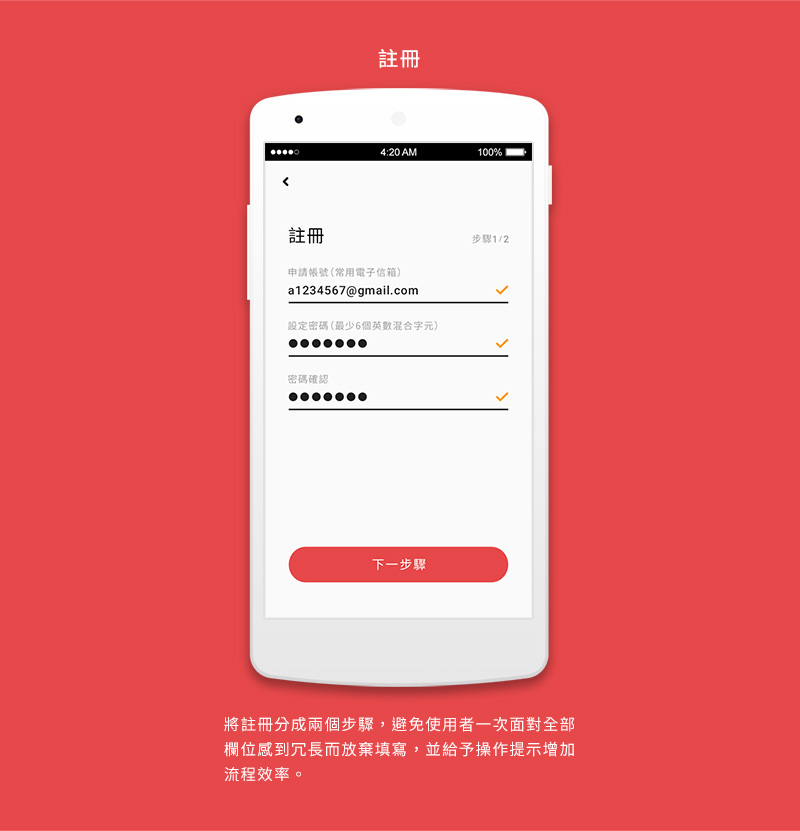 註冊
4:20 AM 100%
註冊 步驟1/2
申請帳號(常用電子信箱)
a1234567@gmail.com
設定密碼(最少6個英數混合字元)
密碼確認
下一步驟
將註冊分成兩個步驟，避免使用者一次面對全部
欄位感到冗長而放棄填寫，並給予操作提示增加
流程效率。